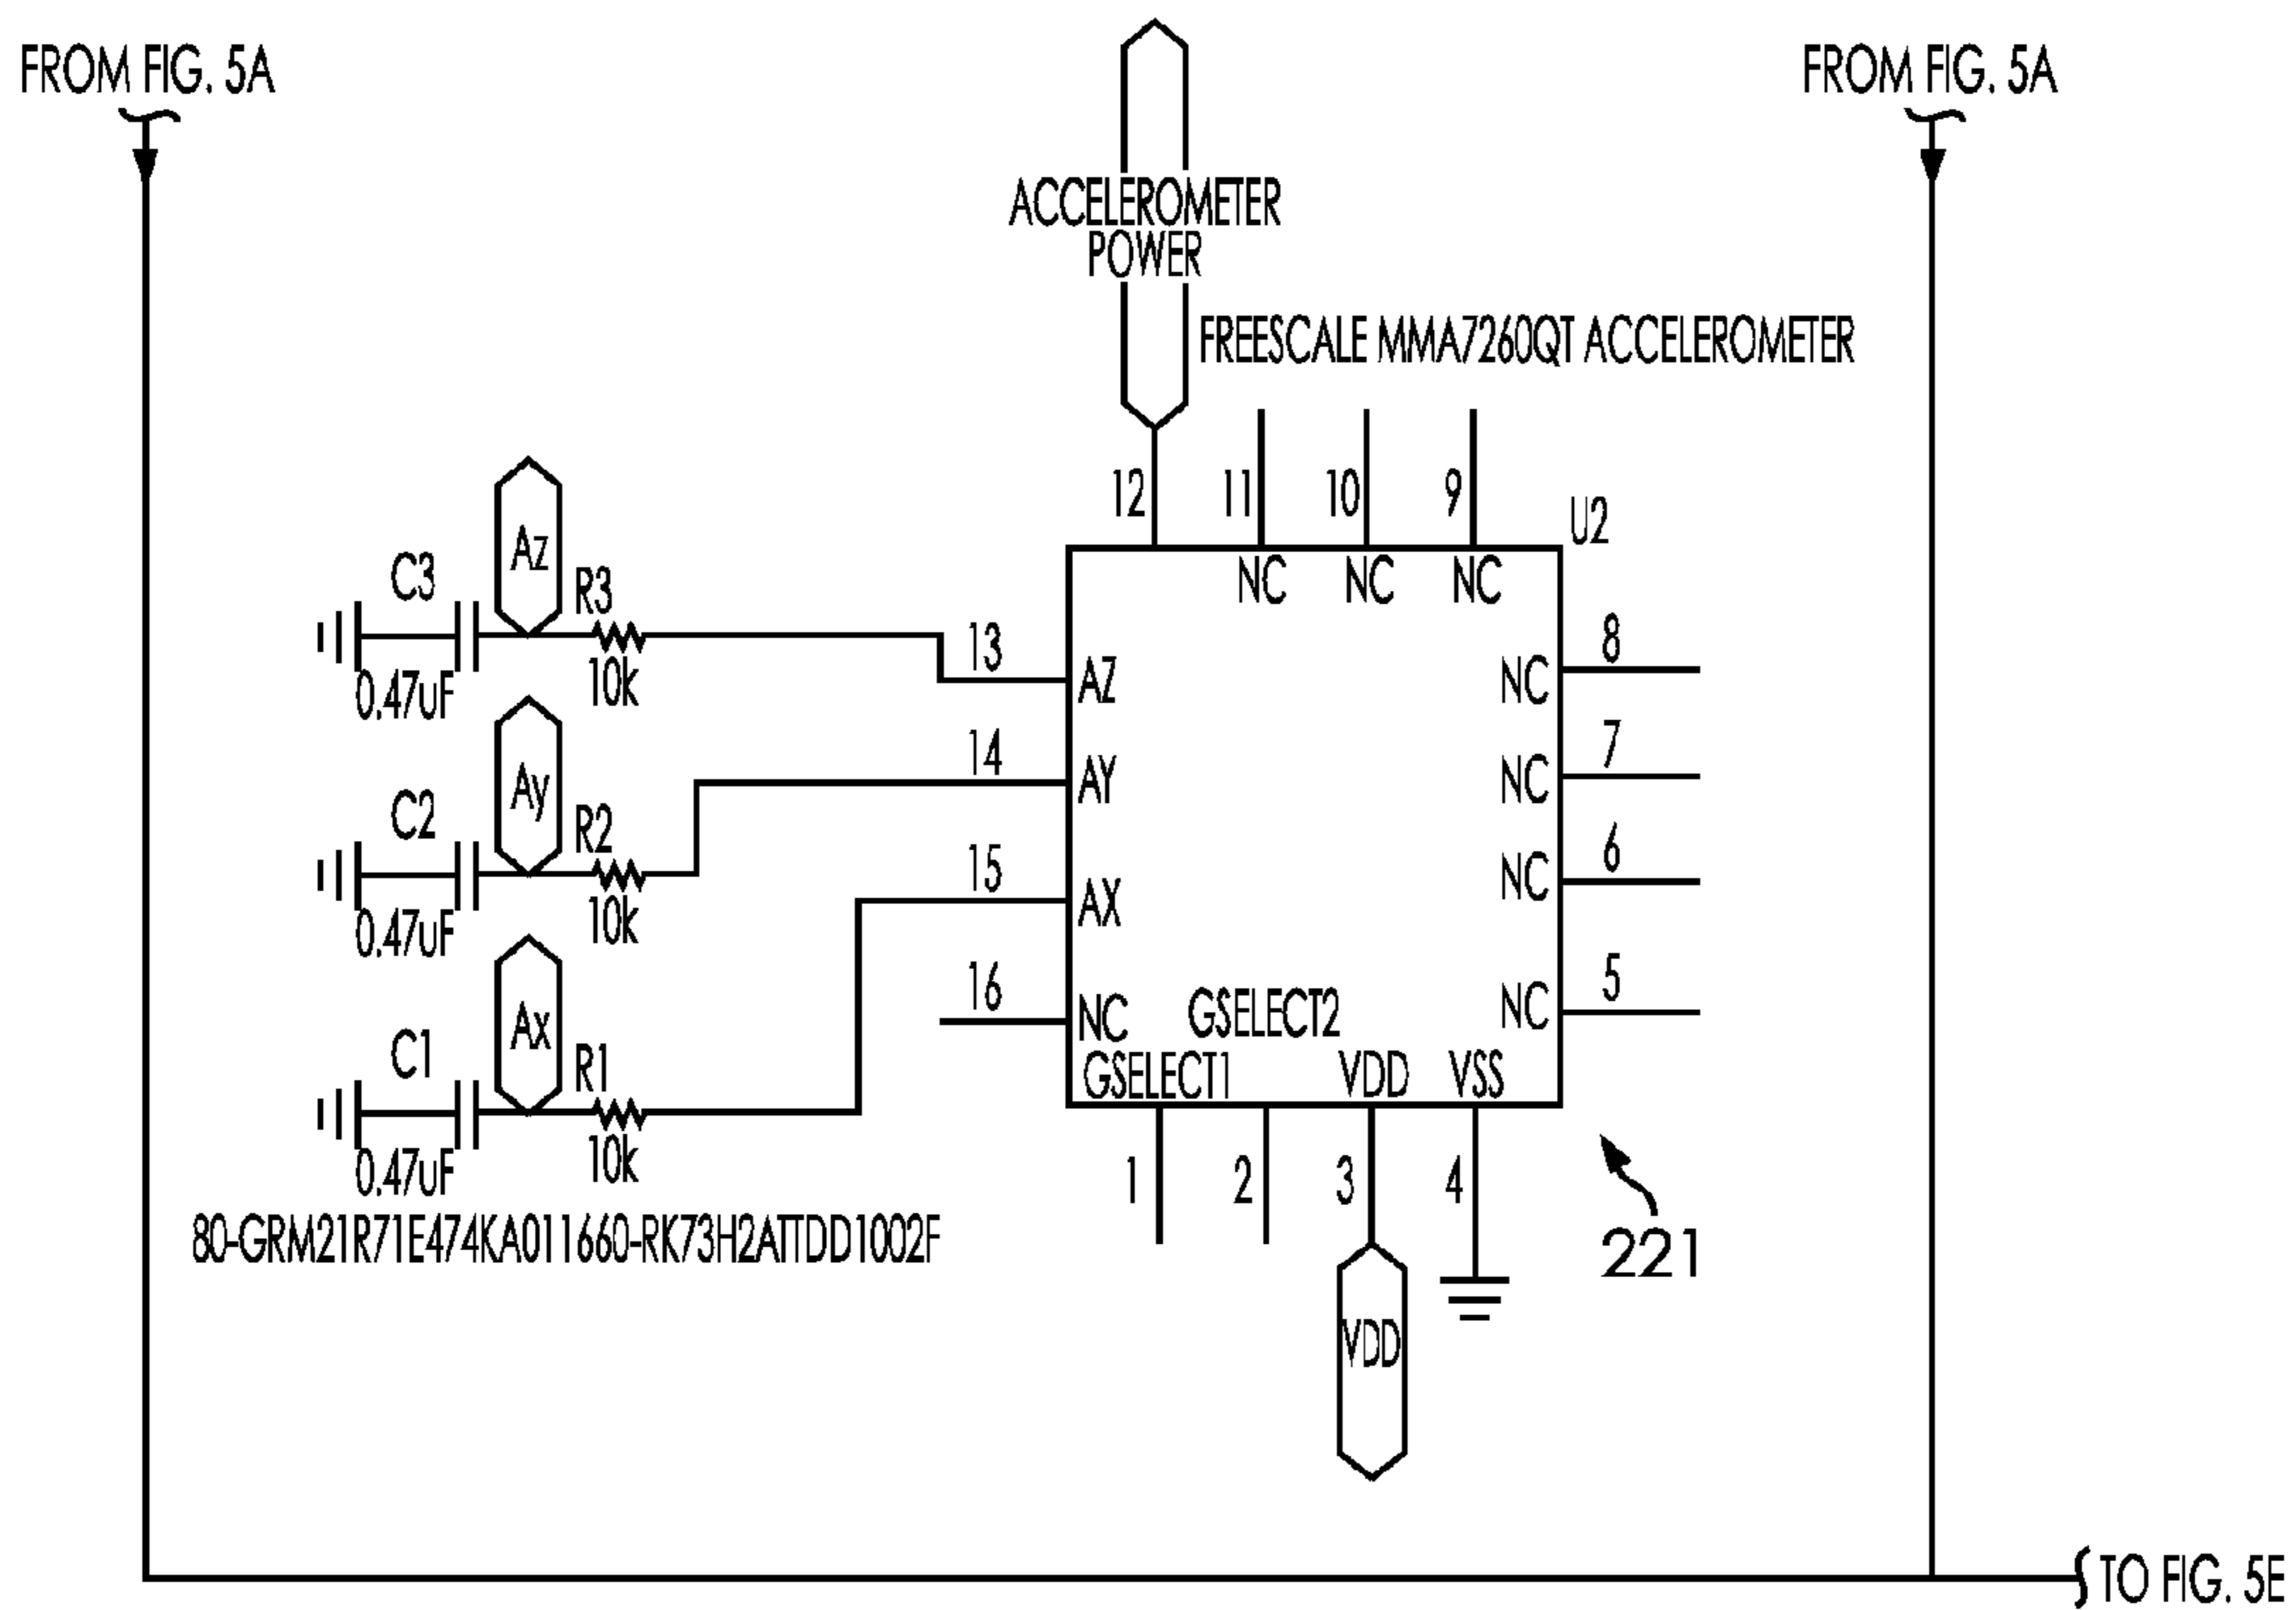 FROM FIG. 5A
FROM FIG. 5A
ACCELEROMETER
POWER
FREESCALE MMA7260QT ACCELEROMETER
12
11
10
9
U2
NC
NC
NC
Az
C3
R3
0.47uF
10k
13
AZ
8
NC
Ay
C2
R2
0.47uF
10k
14
AY
7
NC
15
AX
6
NC
Ax
C1
R1
0.47uF
10k
16
NC
GSELECT2
5
NC
GSELECT1
VDD
VSS
1
2
3
4
80-GRM21R71E474KA011660-RK73H2ATTDD1002F
221
VDD
TO FIG. 5E